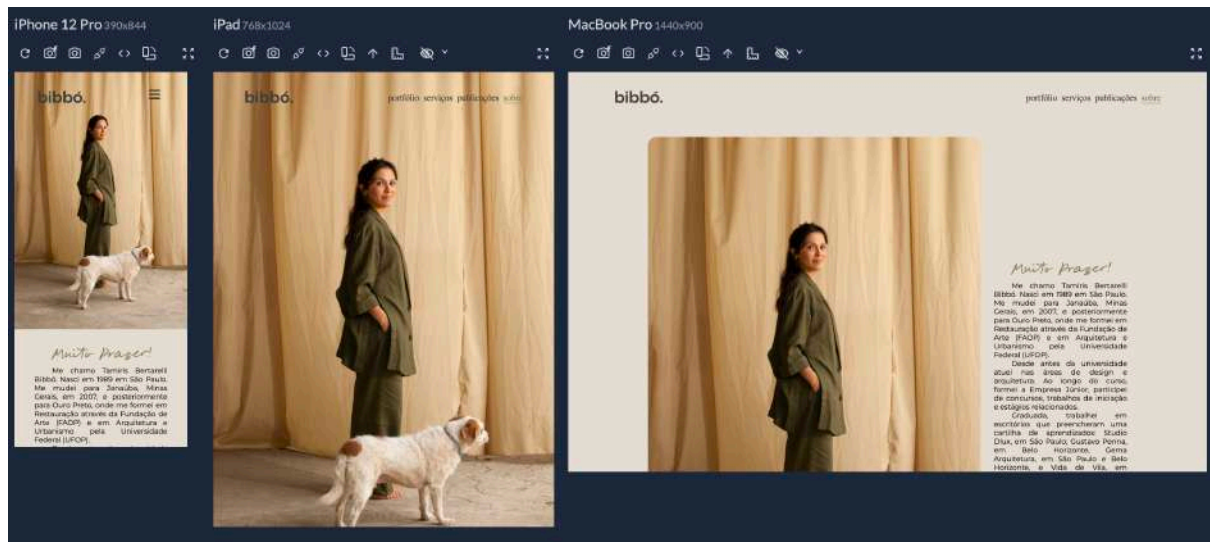 iPhone 12 Pro 390x844
bibbó.
Muito Prazer!
Me chamo Tamiris Bertarelli
Bibbó. Nasci em 1989 em São Paulo.
Me mudei para Janaúba, Minas
Gerais, em 2007, e posteriormente
para Ouro Preto, onde me formei em
Restauração através da Fundação de
Arte (FAOP) e em Arquitetura e
Urbanismo pela Universidade
Federal (UFOP).
iPad 768x1024
bibbó.
portfólio serviços publicações sobre
MacBook Pro 1440x900
bibbó.
portfólio serviços publicações sobre
Muito Prazer!
Me chamo Tamiris Bertarelli
Bibbó. Nasci em 1989 em São Paulo.
Me mudei para Janaúba, Minas
Gerais, em 2007, e posteriormente
para Ouro Preto, onde me formei em
Restauração através da Fundação de
Arte (FAOP) e em Arquitetura e
Urbanismo pela Universidade
Federal (UFOP).
Desde antes da universidade
atuei nas áreas de design e
arquitetura. Ao longo do curso,
formei a Empresa Júnior, participei
de concursos, trabalhos de iniciação
e estágios relacionados.
Graduada, trabalhei em
escritórios que preencheram uma
cartilha de aprendizados: Studio
Dlux, em São Paulo; Gustavo Penna,
em Belo Horizonte, Gema
Arquitetura, em São Paulo e Belo
Horizonte, e Vida de Vila, em